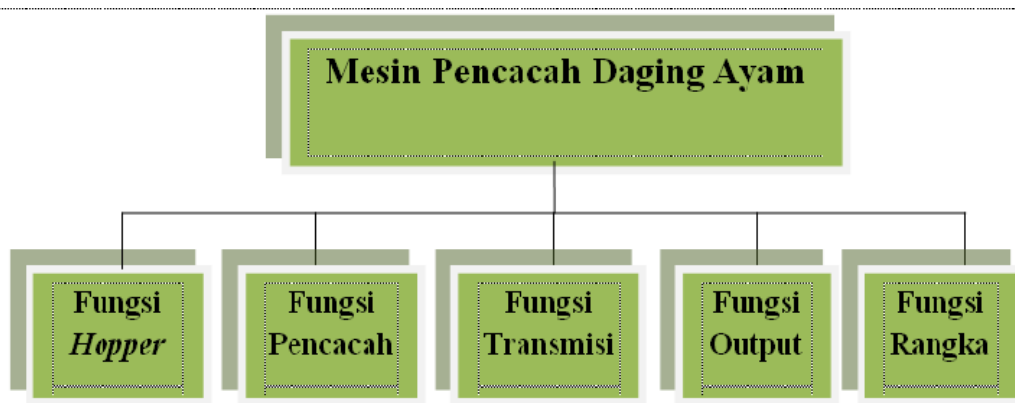 Mesin Pencacah Daging Ayam
Fungsi
Hopper
Fungsi
Pencacah
Fungsi
Transmisi
Fungsi
Output
Fungsi
Rangka